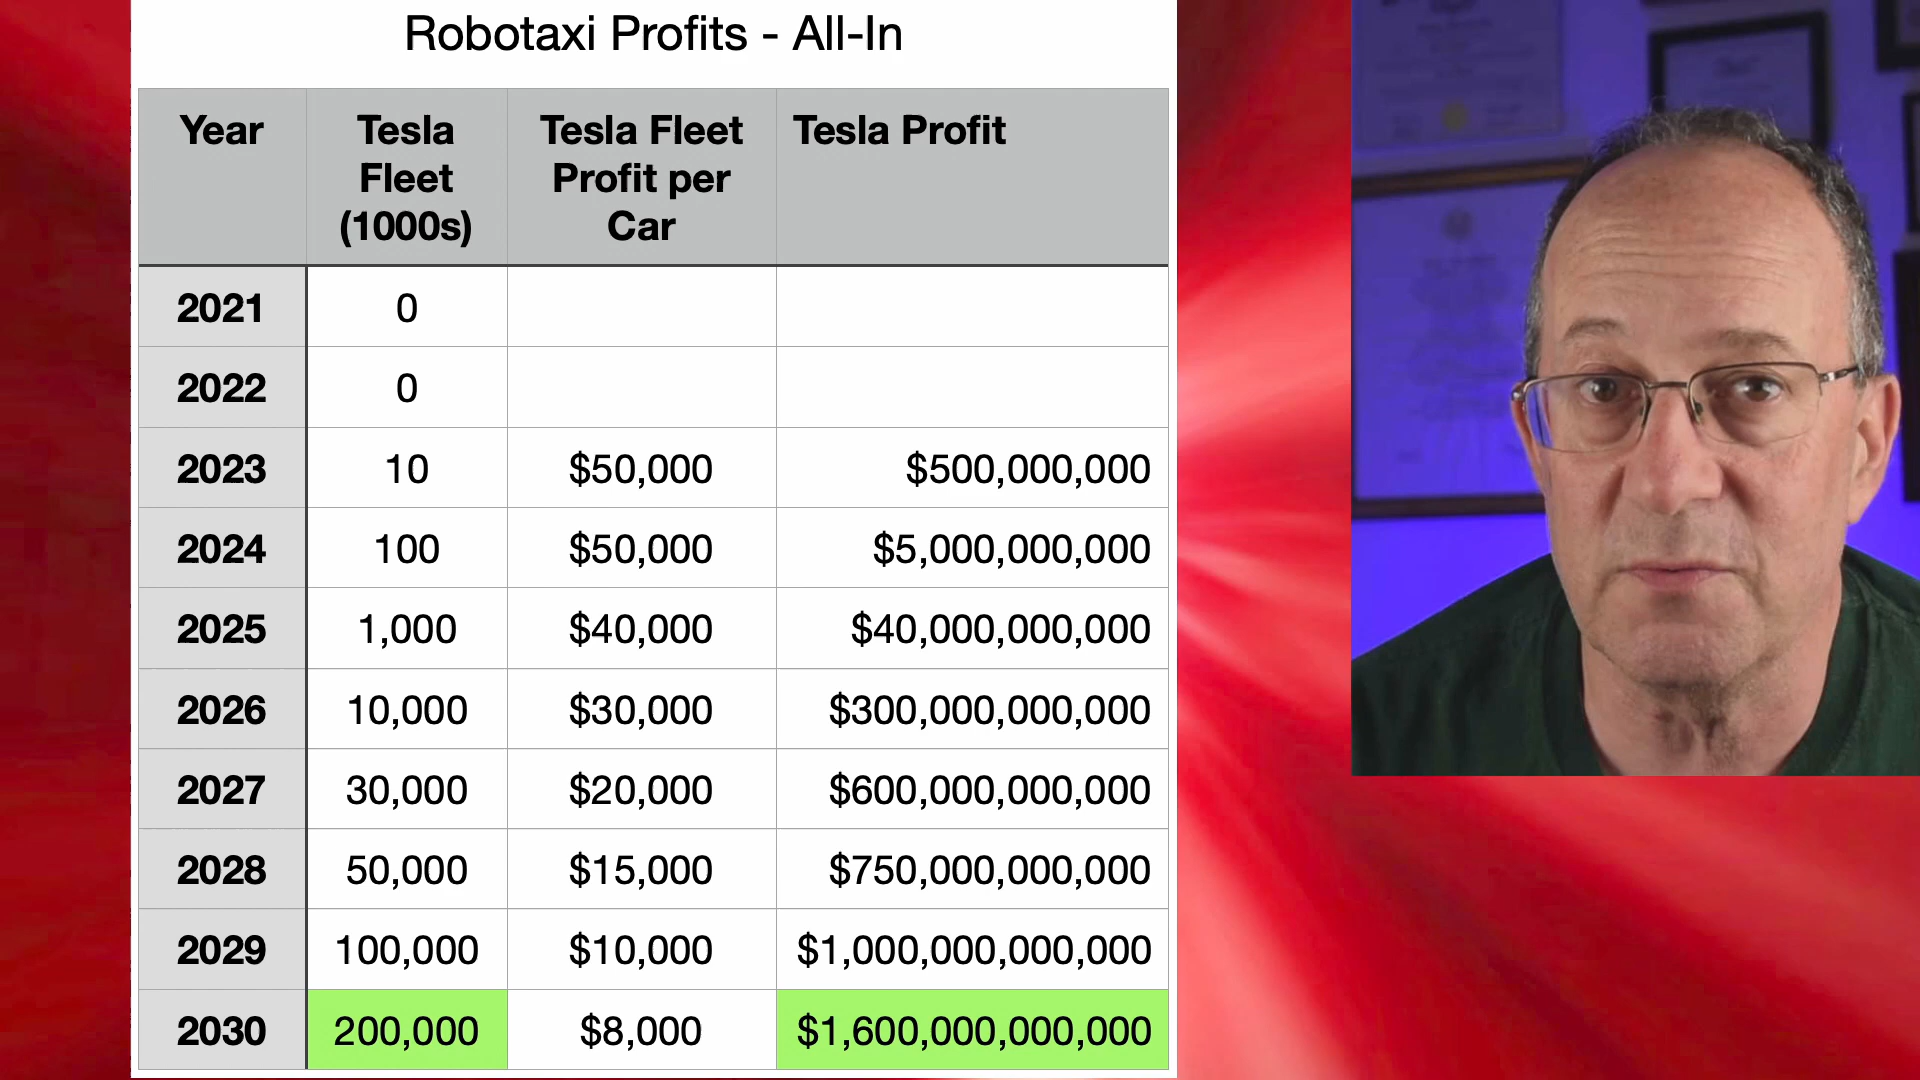 Robotaxi Profits - All-In
Year Tesla Fleet (1000s) Tesla Fleet Profit per Car Tesla Profit
2021 0
2022 0
2023 10 $50,000 $500,000,000
2024 100 $50,000 $5,000,000,000
2025 1,000 $40,000 $40,000,000,000
2026 10,000 $30,000 $300,000,000,000
2027 30,000 $20,000 $600,000,000,000
2028 50,000 $15,000 $750,000,000,000
2029 100,000 $10,000 $1,000,000,000,000
2030 200,000 $8,000 $1,600,000,000,000